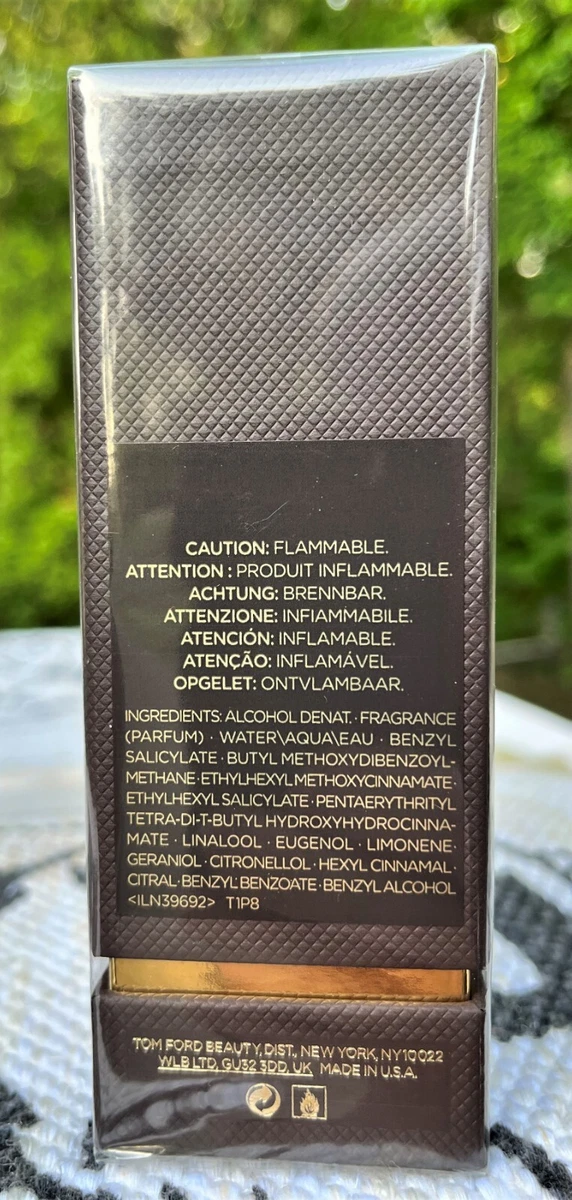 CAUTION: FLAMMABLE.
ATTENTION : PRODUIT INFLAMMABLE.
ACHTUNG: BRENNBAR.
ATTENZIONE: INFIAMMABILE.
ATENCIÓN: INFLAMABLE.
ATENÇÃO: INFLAMÁVEL.
OPGELET: ONTVLAMBAAR.
INGREDIENTS: ALCOHOL DENAT. · FRAGRANCE
(PARFUM) · WATER\AQUA\EAU · BENZYL
SALICYLATE · BUTYL METHOXYDIBENZOYL-
METHANE · ETHYLHEXYL METHOXYCINNAMATE
ETHYLHEXYL SALICYLATE · PENTAERYTHRITYL
TETRA-DI-T-BUTYL HYDROXYHYDROCINNA-
MATE · LINALOOL · EUGENOL · LIMONENE ·
GERANIOL · CITRONELLOL · HEXYL CINNAMAL ·
CITRAL · BENZYL BENZOATE · BENZYL ALCOHOL
<ILN39692> T1P8
TOM FORD BEAUTY, DIST., NEW YORK, NY10022
WLB LTD, GU32 3DD, UK MADE IN U.S.A.